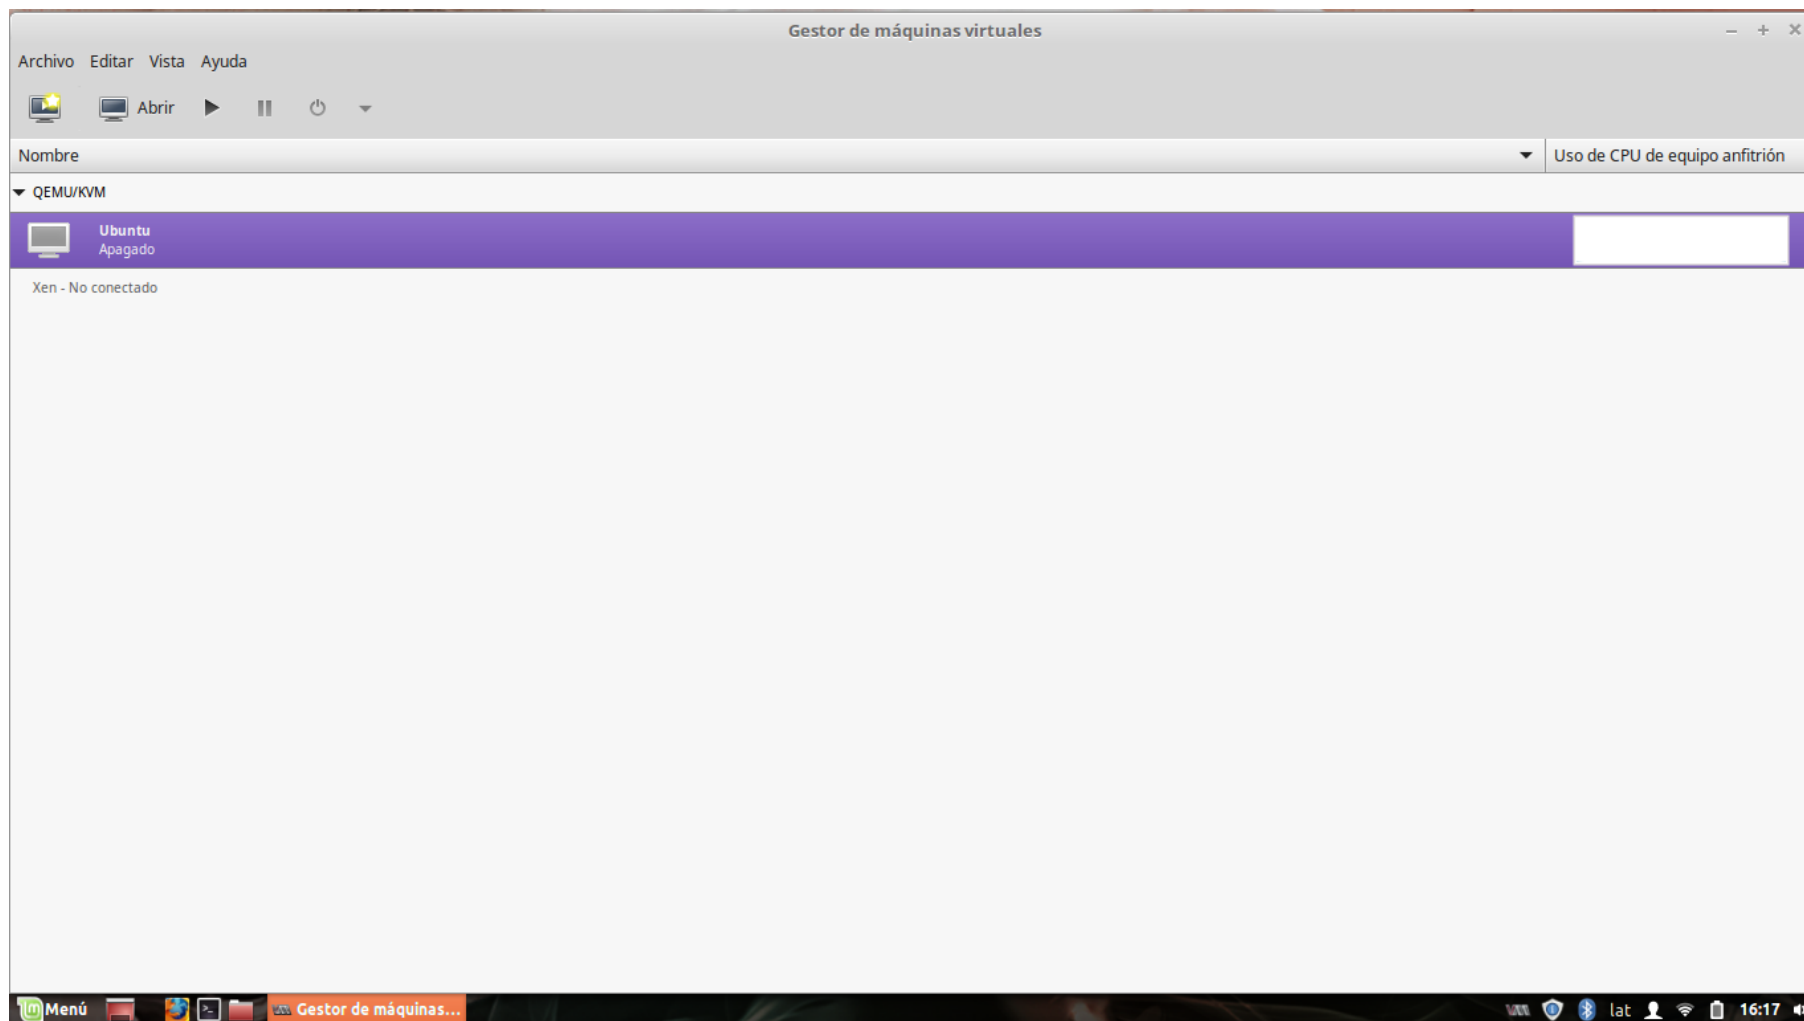 Gestor de máquinas virtuales
Archivo Editar Vista Ayuda
Abrir
Nombre Uso de CPU de equipo anfitrión
QEMU/KVM
Ubuntu
Apagado
Xen - No conectado
Menú Gestor de máquinas... lat 16:17